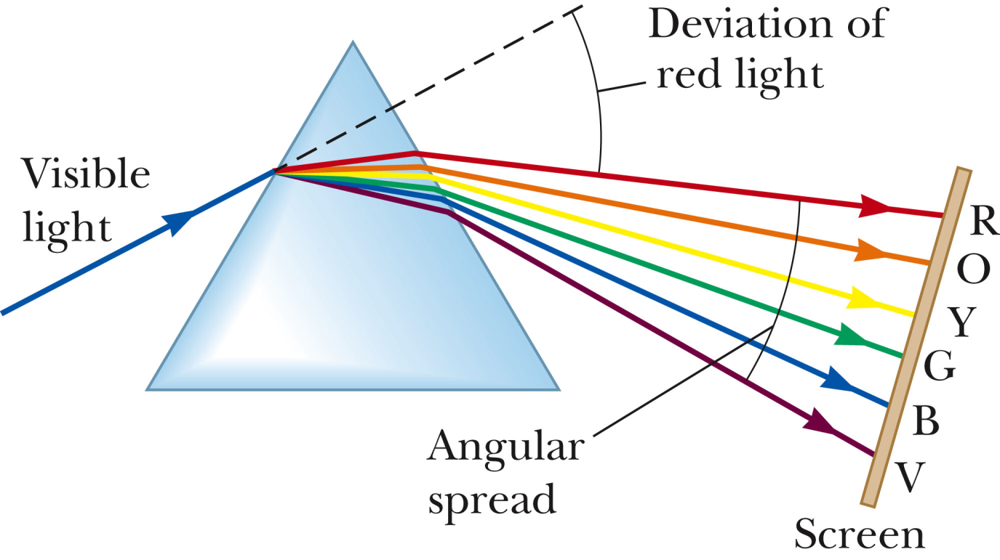 Deviation of
red light
Visible
light
R
O
Y
G
B
V
Angular
spread
Screen